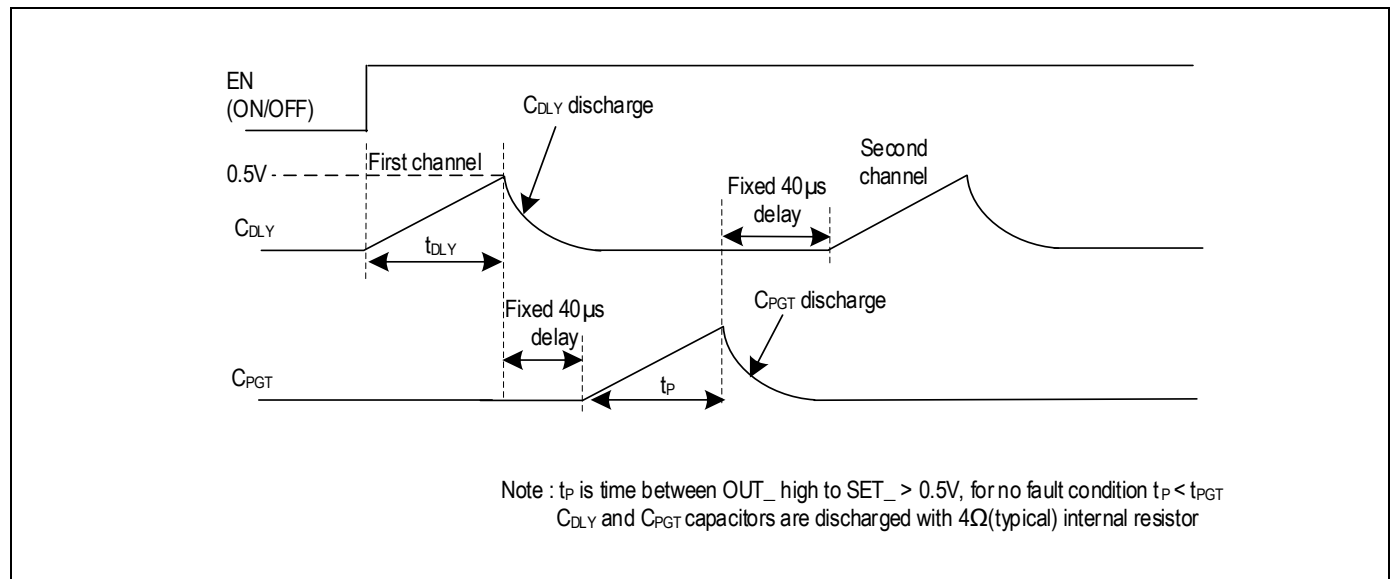 EN
(ON/OFF)
CDLY discharge
0.5V
First channel
Second
channel
Fixed 40µs
delay
CDLY
tDLY
CPGT discharge
Fixed 40µs
delay
CPGT
tP
Note : tP is time between OUT_ high to SET_ > 0.5V, for no fault condition tP < tPGT
CDLY and CPGT capacitors are discharged with 4Ω(typical) internal resistor